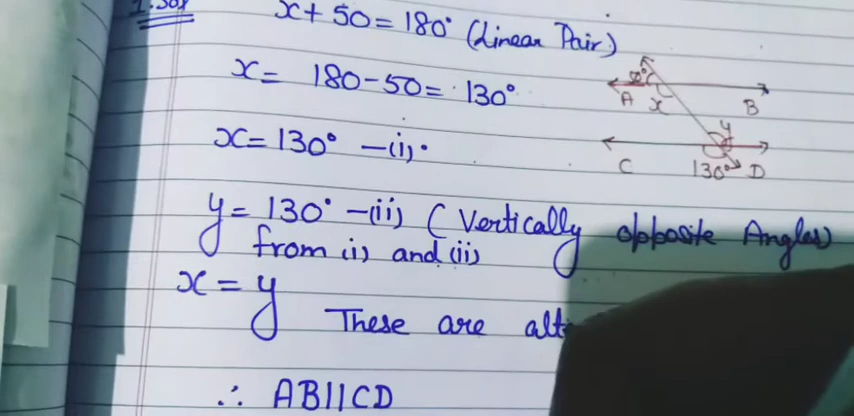 1. Sol
x + 50 = 180° (Linear Pair)
x = 180 - 50 = 130°
x = 130° - (i).
y = 130° - (ii) (Vertically opposite Angles)
from (i) and (ii)
x = y
These are
∴ AB||CD
50°
A
x
B
y
C
130°
D